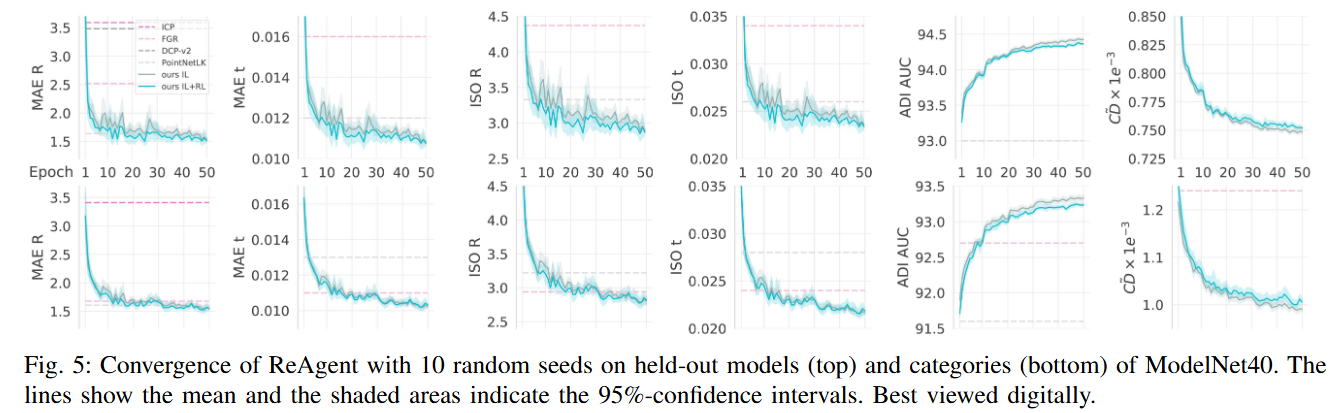 MAE R
3.5
3.0
2.5
2.0
1.5
ICP
FGR
DCP-v2
PointNetLK
ours IL
ours IL+RL
MAE t
0.016
0.014
0.012
0.010
ISO R
4.5
4.0
3.5
3.0
2.5
ISO t
0.035
0.030
0.025
0.020
ADI AUC
94.5
94.0
93.5
93.0
C̃D × 1e⁻³
0.850
0.825
0.800
0.775
0.750
0.725
Epoch 1 10 20 30 40 50
1 10 20 30 40 50
1 10 20 30 40 50
1 10 20 30 40 50
1 10 20 30 40 50
1 10 20 30 40 50
MAE R
3.5
3.0
2.5
2.0
1.5
MAE t
0.016
0.014
0.012
0.010
ISO R
4.5
4.0
3.5
3.0
2.5
ISO t
0.035
0.030
0.025
0.020
ADI AUC
93.5
93.0
92.5
92.0
91.5
C̃D × 1e⁻³
1.2
1.1
1.0
Fig. 5: Convergence of ReAgent with 10 random seeds on held-out models (top) and categories (bottom) of ModelNet40. The
lines show the mean and the shaded areas indicate the 95%-confidence intervals. Best viewed digitally.